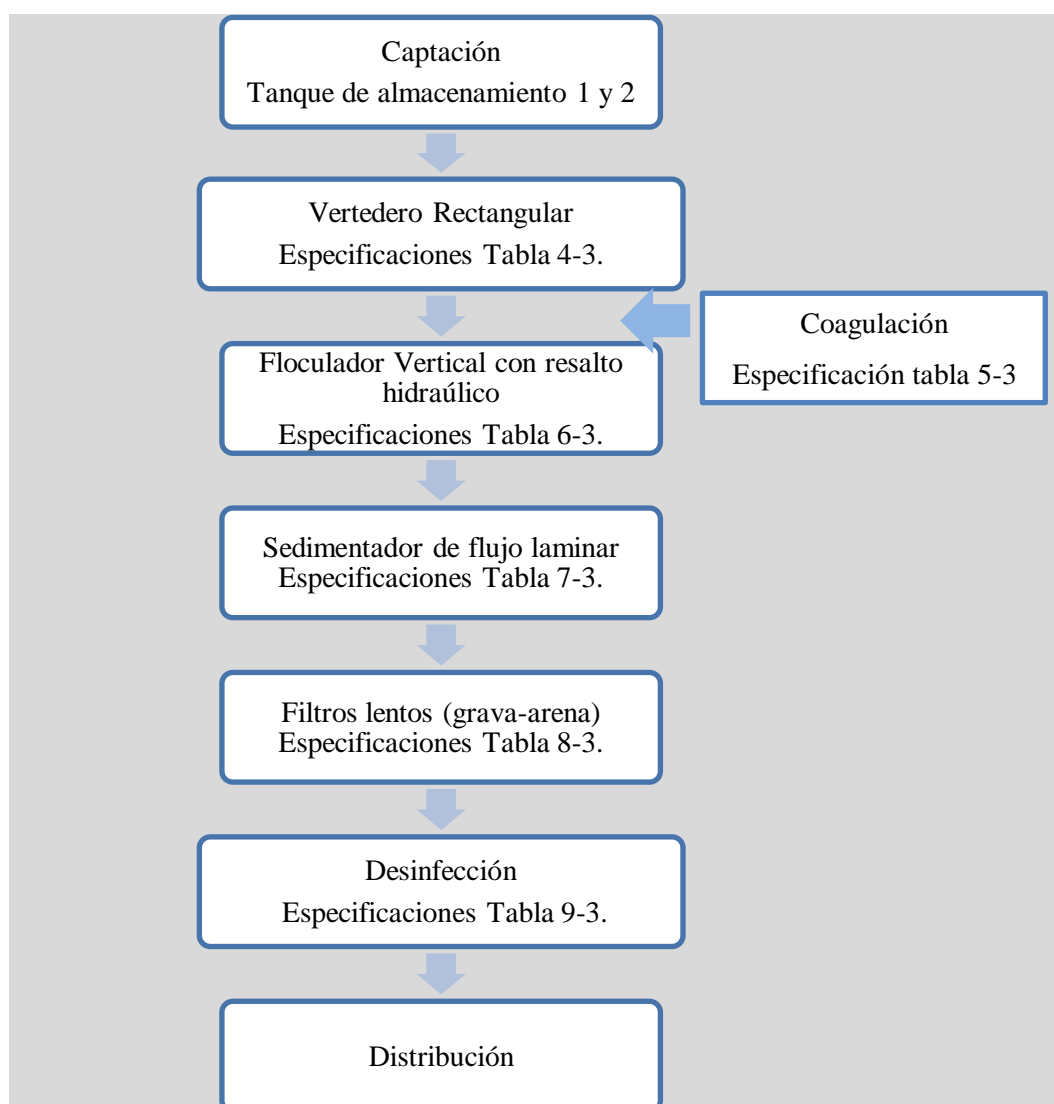 Captación
Tanque de almacenamiento 1 y 2
Vertedero Rectangular
Especificaciones Tabla 4-3.
Coagulación
Especificación tabla 5-3
Floculador Vertical con resalto
hidraúlico
Especificaciones Tabla 6-3.
Sedimentador de flujo laminar
Especificaciones Tabla 7-3.
Filtros lentos (grava-arena)
Especificaciones Tabla 8-3.
Desinfección
Especificaciones Tabla 9-3.
Distribución